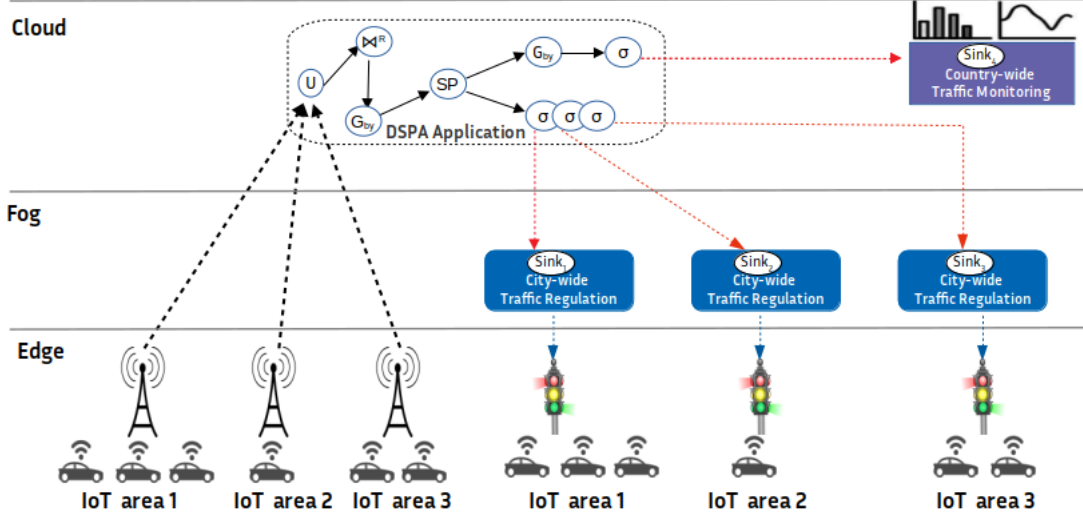 Cloud
U
⋈R
Gby
SP
Gby
σ
σ σ σ
DSPA Application
Sink4
Country-wide
Traffic Monitoring
Fog
Sink1
City-wide
Traffic Regulation
Sink2
City-wide
Traffic Regulation
Sink3
City-wide
Traffic Regulation
Edge
IoT area 1
IoT area 2
IoT area 3
IoT area 1
IoT area 2
IoT area 3